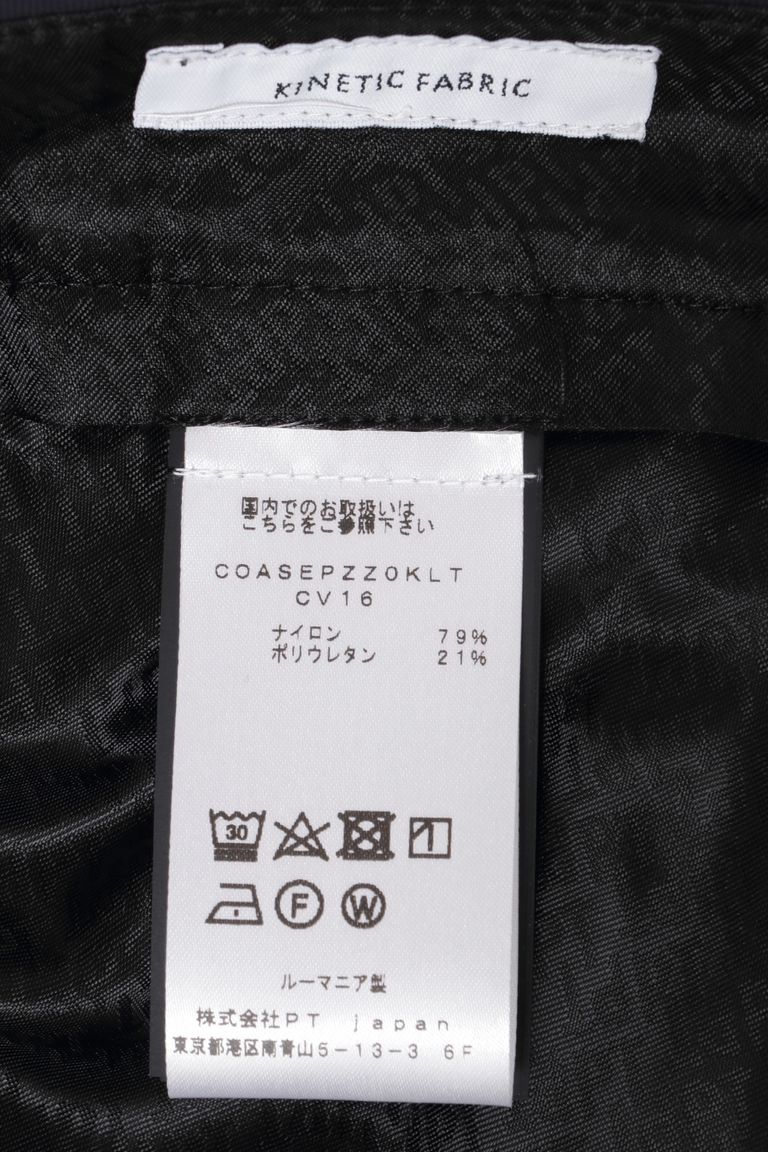 KINETIC FABRIC
国内でのお取扱いは
こちらをご参照下さい
COASEPZZ0KLT
CV16
ナイロン 79%
ポリウレタン 21%
30
F W
ルーマニア製
株式会社PT japan
東京都港区南青山5-13-3 6F